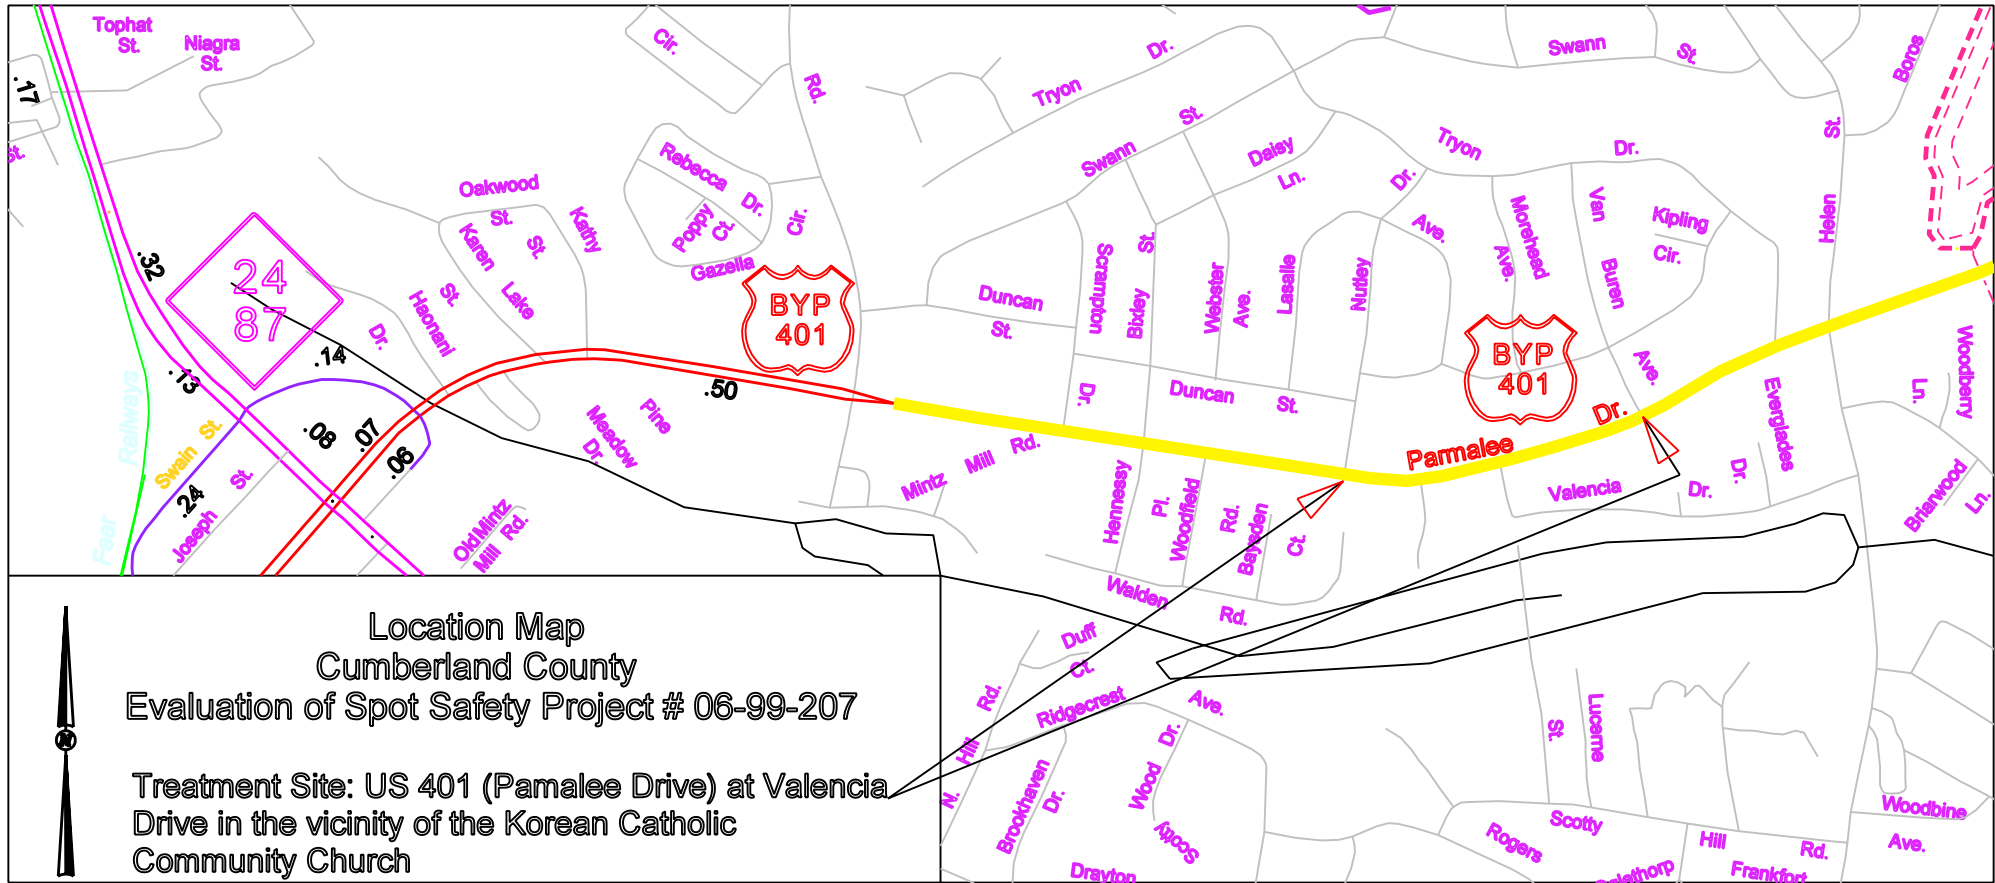 Tophat
St.
Niagra
St.
Cir.
Rd.
Tryon
Dr.
Swann
St.
Boros
.17
St.
Swann
St.
Daisy
Ln.
Dr.
Tryon
Dr.
St.
Helen
Rebecca
Dr.
Poppy
Ct.
Cir.
Gazella
Oakwood
St.
Kathy
St.
Karen
Lake
St.
Haonani
Dr.
.32
24
87
.14
.13
BYP
401
.50
Duncan
St.
Scrampton
Dr.
Bixley
St.
Webster
Ave.
Lasalle
Nutley
Ave.
Morehead
Ave.
Van
Buren
Ave.
Kipling
Cir.
BYP
401
Duncan
St.
Parmalee
Dr.
Everglades
Dr.
Woodberry
Ln.
Briarwood
Ln.
Valencia
Dr.
Railways
Fear
Swain
St.
.24
.08
.07
.06
Joseph
St.
Old Mintz
Mill Rd.
Meadow
Dr.
Pine
Mintz
Mill
Rd.
Hennessy
Pl.
Woodfield
Rd.
Baysden
Ct.
Walden
Rd.
Duff
Ct.
Ridgecrest
Ave.
N.
Hill
Rd.
Brookhaven
Dr.
Wood
Dr.
Scotty
Drayton
St.
Lucerne
Scotty
Rogers
Hill
Rd.
Frankfort
Woodbine
Ave.
N
Location Map
Cumberland County
Evaluation of Spot Safety Project # 06-99-207
Treatment Site: US 401 (Pamalee Drive) at Valencia
Drive in the vicinity of the Korean Catholic
Community Church